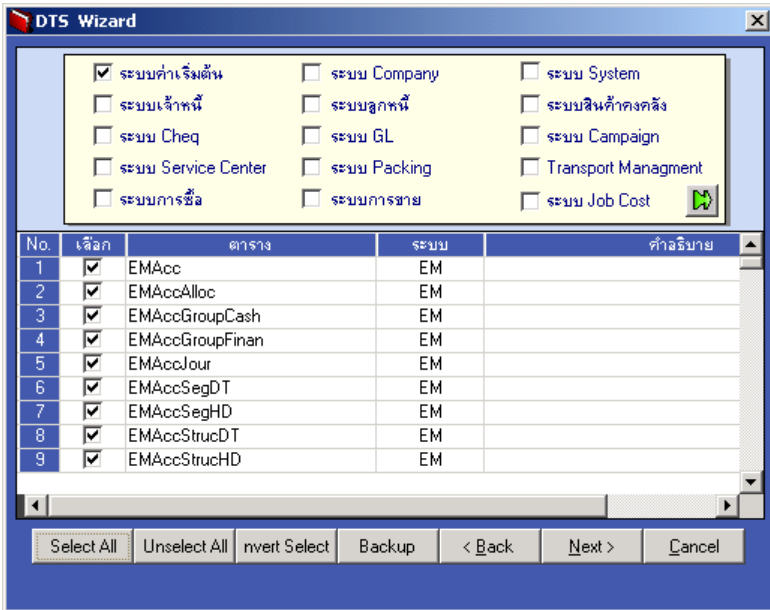 DTS Wizard
ระบบค่าเริ่มต้น ระบบ Company ระบบ System
ระบบเจ้าหนี้ ระบบลูกหนี้ ระบบสินค้าคงคลัง
ระบบ Cheq ระบบ GL ระบบ Campaign
ระบบ Service Center ระบบ Packing Transport Managment
ระบบการซื้อ ระบบการขาย ระบบ Job Cost
No. เลือก ตาราง ระบบ คำอธิบาย
1 EMAcc EM
2 EMAccAlloc EM
3 EMAccGroupCash EM
4 EMAccGroupFinan EM
5 EMAccJour EM
6 EMAccSegDT EM
7 EMAccSegHD EM
8 EMAccStrucDT EM
9 EMAccStrucHD EM
Select All Unselect All nvert Select Backup < Back Next > Cancel